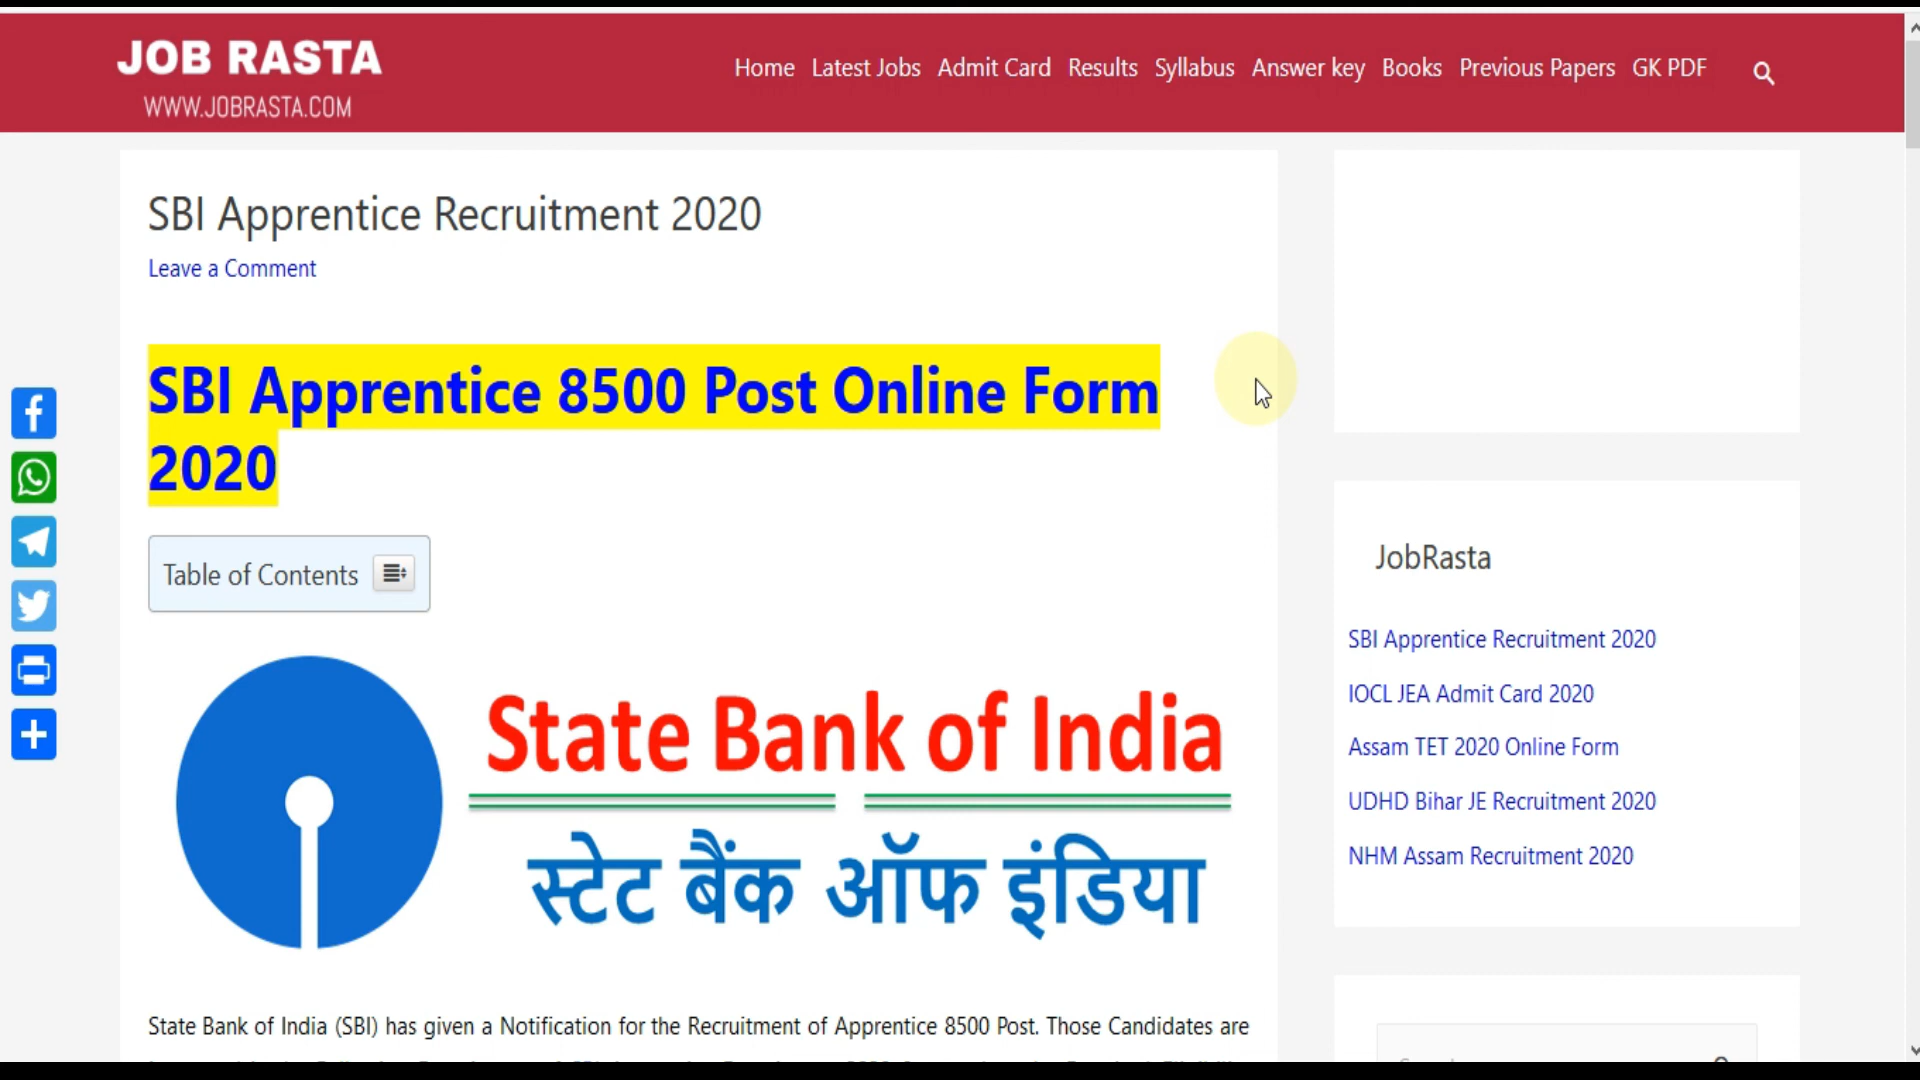 JOB RASTA
WWW.JOBRASTA.COM
Home Latest Jobs Admit Card Results Syllabus Answer key Books Previous Papers GK PDF
SBI Apprentice Recruitment 2020
Leave a Comment
SBI Apprentice 8500 Post Online Form
2020
Table of Contents
State Bank of India
स्टेट बैंक ऑफ इंडिया
State Bank of India (SBI) has given a Notification for the Recruitment of Apprentice 8500 Post. Those Candidates are
JobRasta
SBI Apprentice Recruitment 2020
IOCL JEA Admit Card 2020
Assam TET 2020 Online Form
UDHD Bihar JE Recruitment 2020
NHM Assam Recruitment 2020